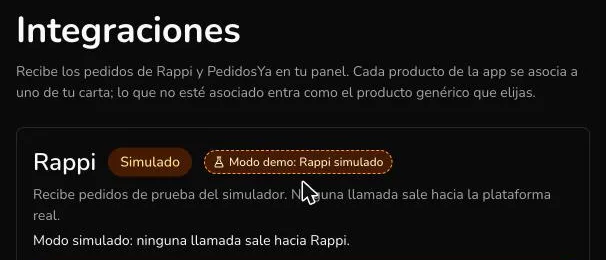 Integraciones
Recibe los pedidos de Rappi y PedidosYa en tu panel. Cada producto de la app se asocia a
uno de tu carta; lo que no esté asociado entra como el producto genérico que elijas.
Rappi Simulado Modo demo: Rappi simulado
Recibe pedidos de prueba del simulador. Ninguna llamada sale hacia la plataforma
real.
Modo simulado: ninguna llamada sale hacia Rappi.